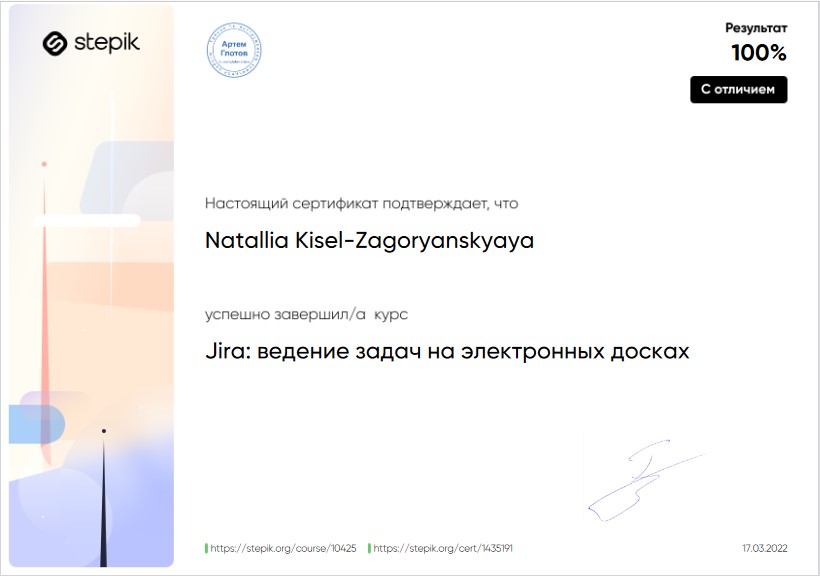 stepik
Артем
Глотов
Результат
100%
С отличием
Настоящий сертификат подтверждает, что
Natallia Kisel-Zagoryanskyaya
успешно завершил/а курс
Jira: ведение задач на электронных досках
https://stepik.org/course/10425 https://stepik.org/cert/1435191
17.03.2022